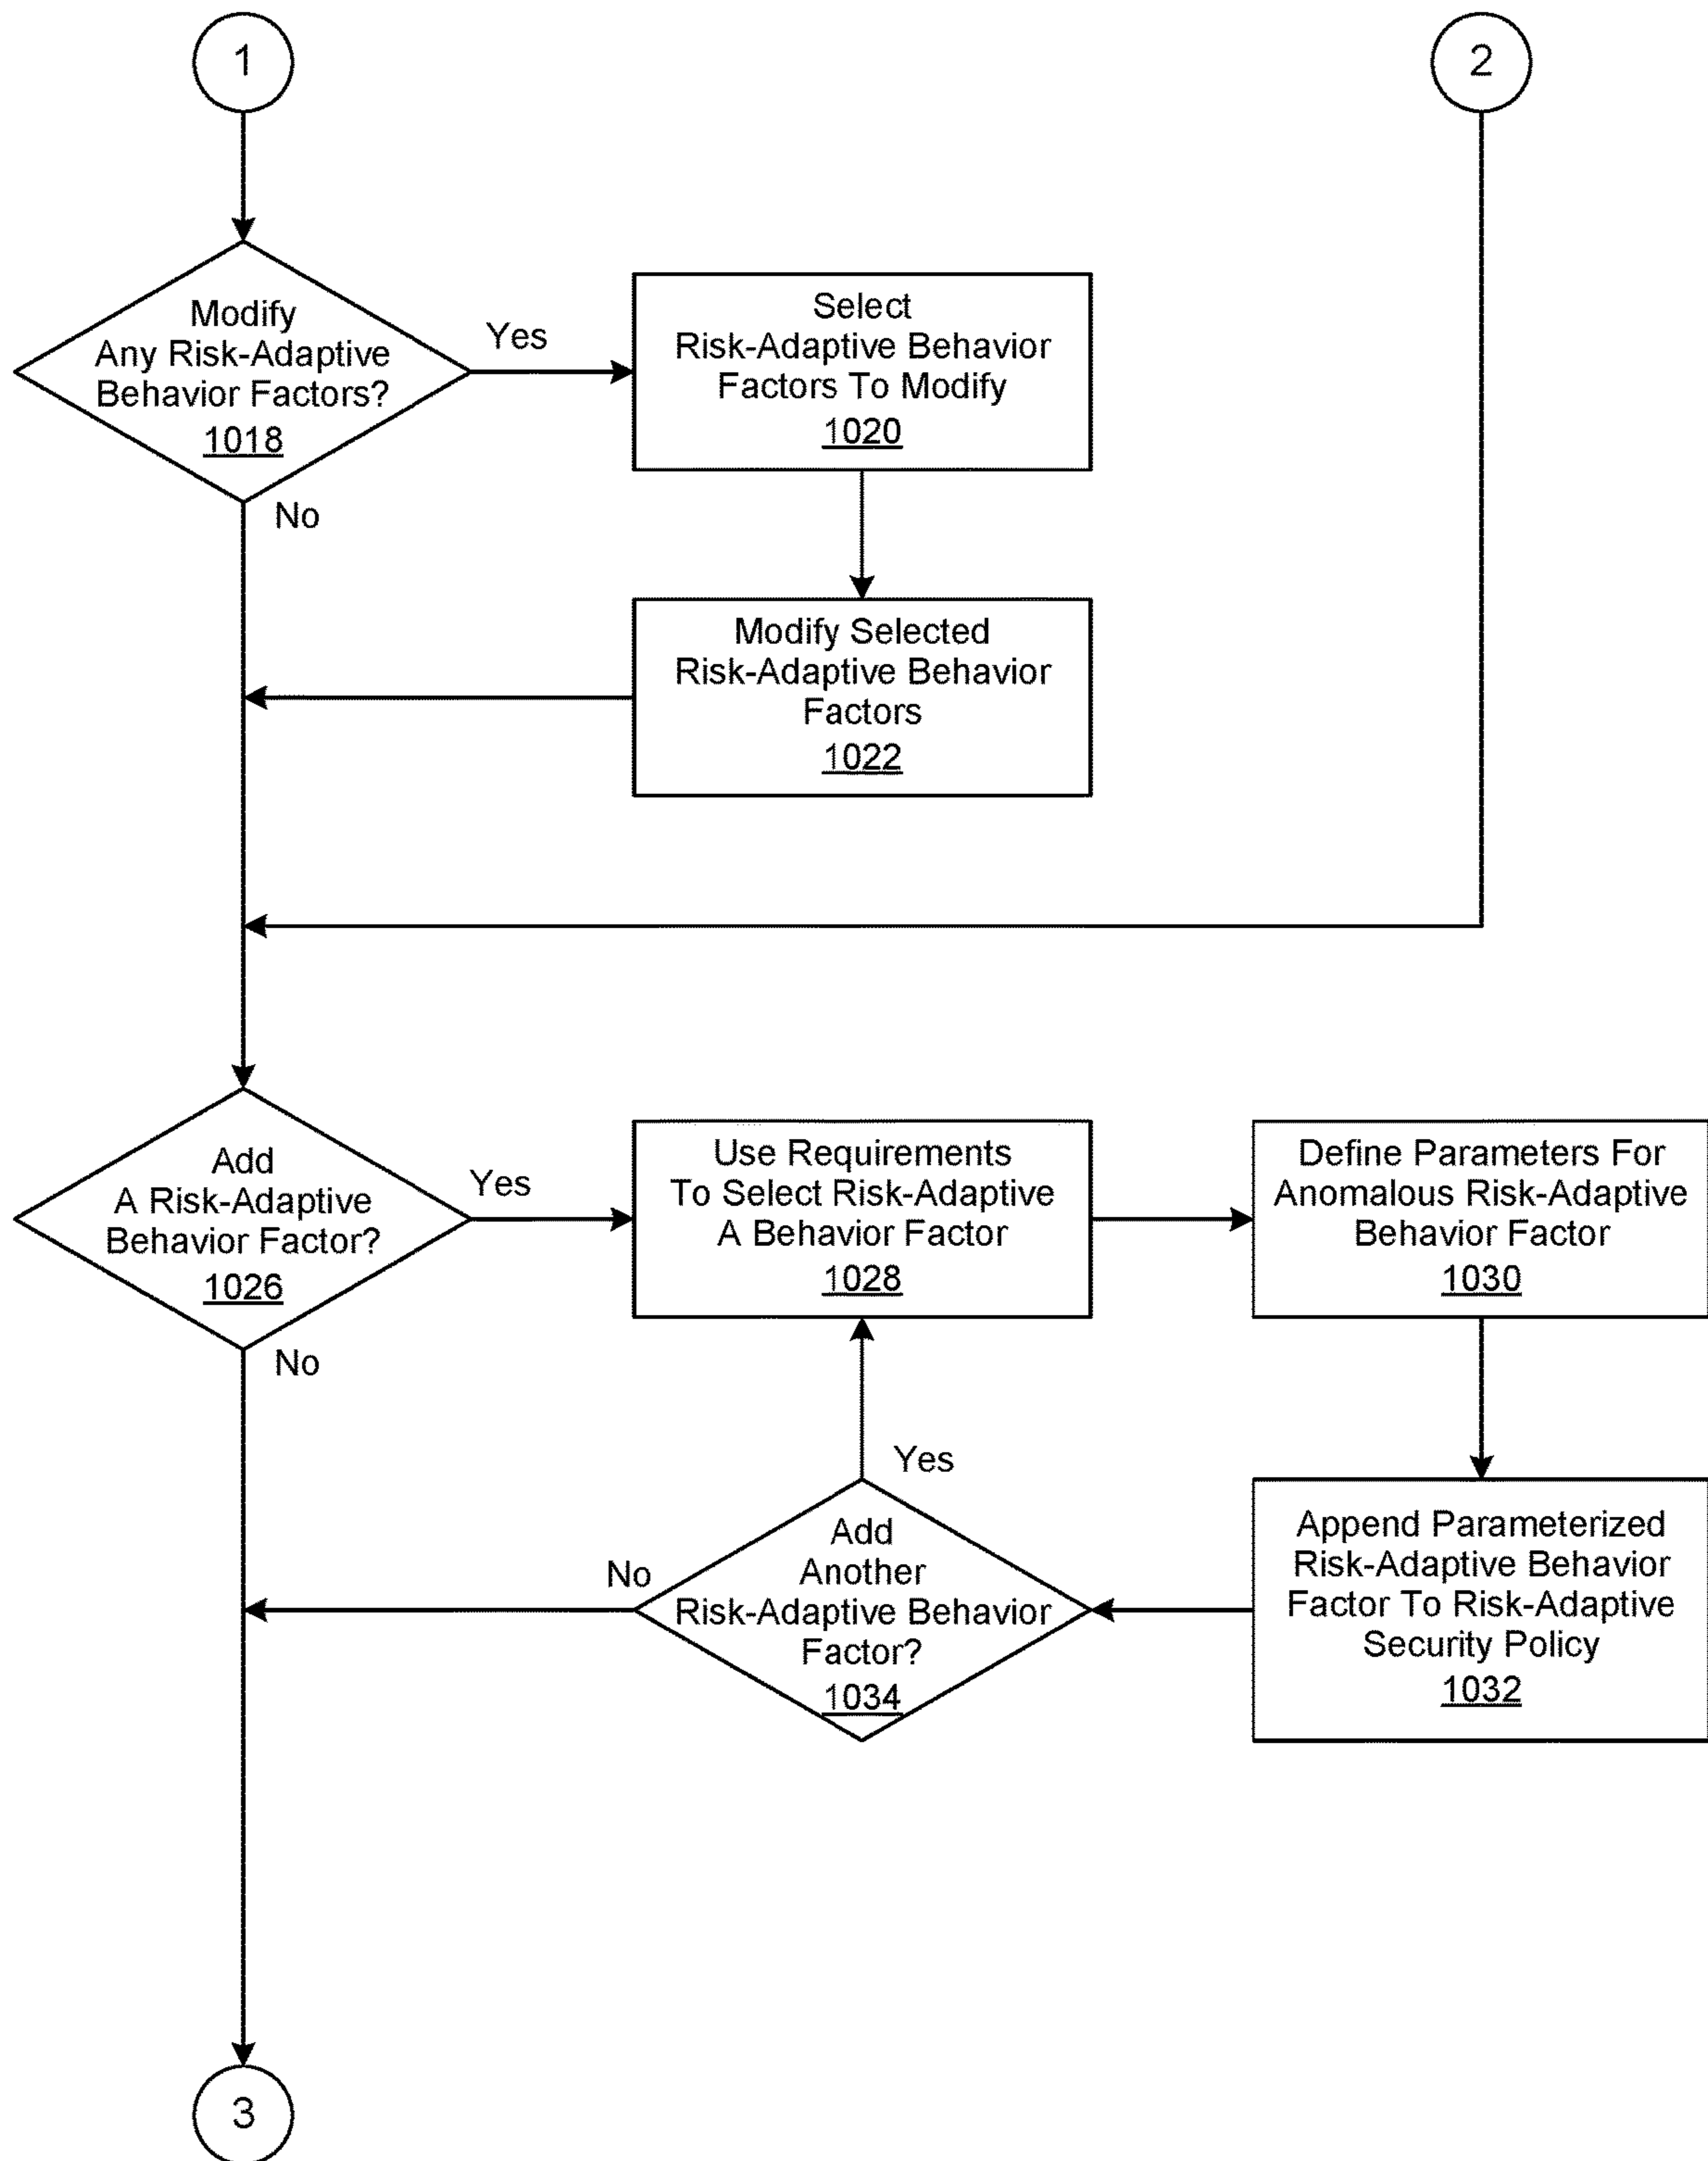 1
2
Modify
Any Risk-Adaptive
Behavior Factors?
1018
Yes
No
Select
Risk-Adaptive Behavior
Factors To Modify
1020
Modify Selected
Risk-Adaptive Behavior
Factors
1022
Add
A Risk-Adaptive
Behavior Factor?
1026
Yes
No
Use Requirements
To Select Risk-Adaptive
A Behavior Factor
1028
Define Parameters For
Anomalous Risk-Adaptive
Behavior Factor
1030
Append Parameterized
Risk-Adaptive Behavior
Factor To Risk-Adaptive
Security Policy
1032
Add
Another
Risk-Adaptive Behavior
Factor?
1034
Yes
No
3